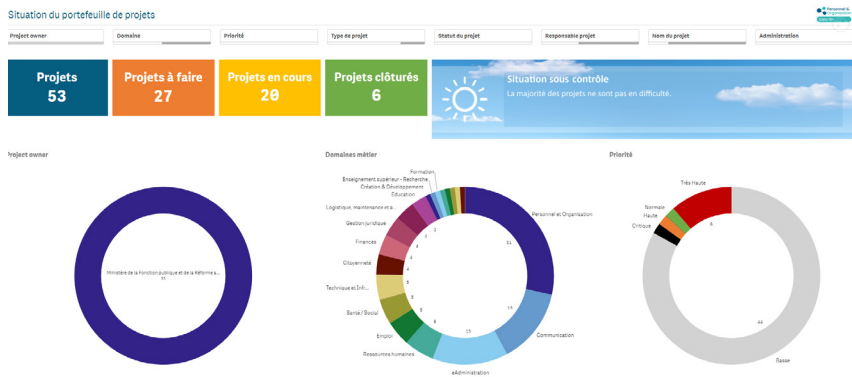 Situation du portefeuille de projets
Personnel &
Organisation
Project owner
Domaine
Priorité
Type de projet
Statut du projet
Responsable projet
Nom du projet
Administration
Projets
53
Projets à faire
27
Projets en cours
20
Projets clôturés
6
Situation sous contrôle
La majorité des projets ne sont pas en difficulté.
Project owner
Ministère de la Fonction publique et de la Réforme a...
Domaines métier
Formation
Enseignement supérieur - Recherche
Création & Développement
Education
Logistique, maintenance et a...
Gestion juridique
Finances
Citoyenneté
Technique et Infr...
Santé / Social
Emploi
Ressources humaines
eAdministration
Communication
Personnel et Organisation
Priorité
Très Haute
Normale
Haute
Critique
6
44
Basse